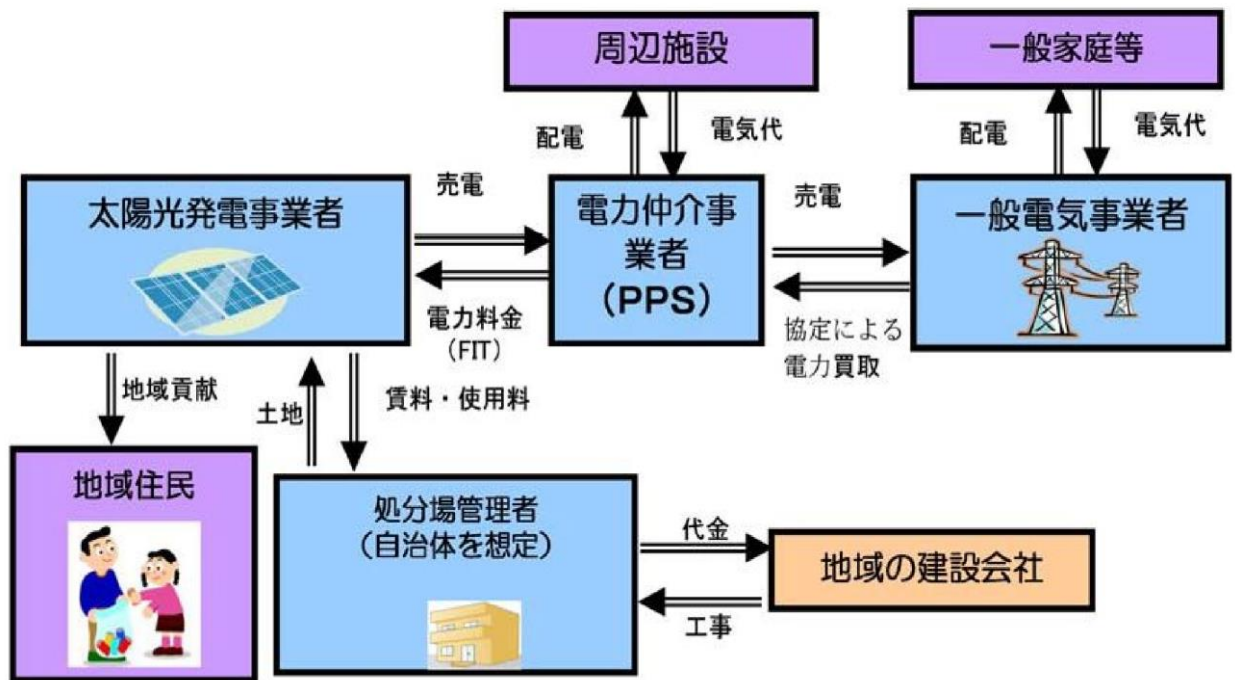 周辺施設
一般家庭等
配電
電気代
配電
電気代
太陽光発電事業者
売電
電力仲介事
業者
（PPS）
売電
一般電気事業者
電力料金
（FIT）
協定による
電力買取
地域貢献
土地
賃料・使用料
地域住民
処分場管理者
（自治体を想定）
代金
地域の建設会社
工事